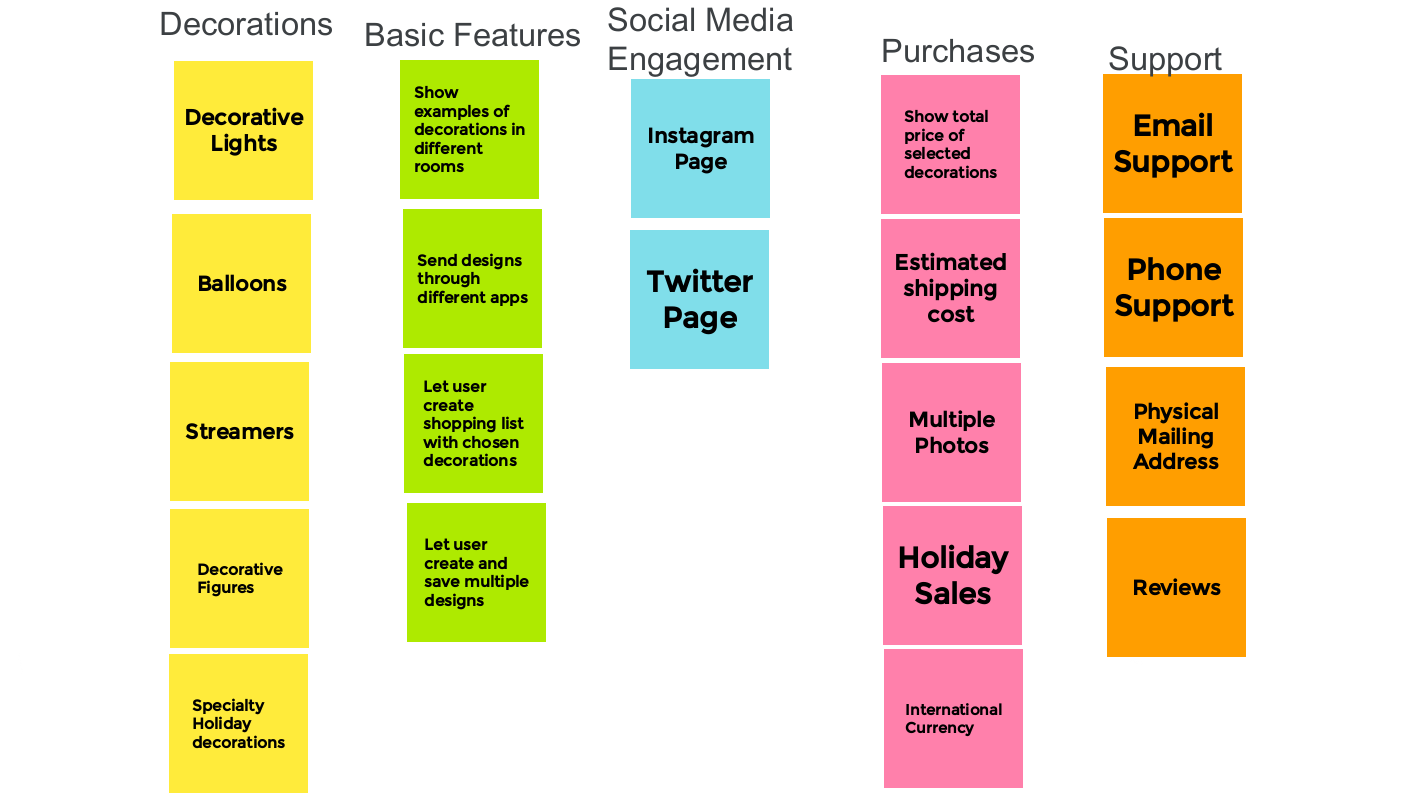 Decorations
Decorative
Lights
Balloons
Streamers
Decorative
Figures
Specialty
Holiday
decorations
Basic Features
Show
examples of
decorations in
different
rooms
Send designs
through
different apps
Let user
create
shopping list
with chosen
decorations
Let user
create and
save multiple
designs
Social Media
Engagement
Instagram
Page
Twitter
Page
Purchases
Show total
price of
selected
decorations
Estimated
shipping
cost
Multiple
Photos
Holiday
Sales
International
Currency
Support
Email
Support
Phone
Support
Physical
Mailing
Address
Reviews